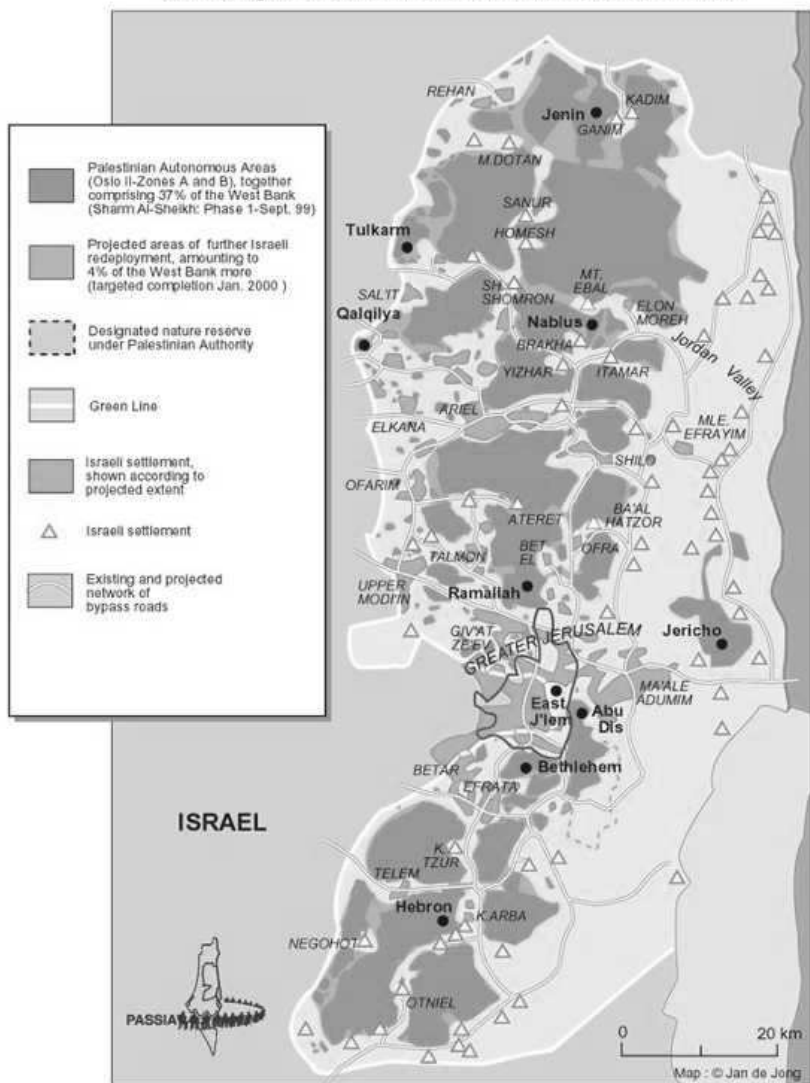 Palestinian Autonomous Areas
(Oslo II-Zones A and B), together
comprising 37% of the West Bank
(Sharm Al-Sheikh: Phase 1-Sept. 99)
Projected areas of further Israeli
redeployment, amounting to
4% of the West Bank more
(targeted completion Jan. 2000 )
Designated nature reserve
under Palestinian Authority
Green Line
Israeli settlement,
shown according to
projected extent
Israeli settlement
Existing and projected
network of
bypass roads
REHAN
KADIM
Jenin
GANIM
M.DOTAN
SANUR
Tulkarm
HOMESH
SAL'IT
SH.
SHOMRON
MT.
EBAL
ELON
MOREH
Qalqilya
Nablus
BRAKHA
Jordan Valley
YIZHAR
ITAMAR
ARIEL
ELKANA
MLE.
EFRAYIM
SHILO
OFARIM
ATERET
BA'AL
HATZOR
TALMON
BET
EL
OFRA
UPPER
MODI'IN
Ramallah
GIV'AT
ZE'EV
GREATER JERUSALEM
Jericho
MA'ALE
ADUMIM
East
J'lem
Abu
Dis
BETAR
Bethlehem
EFRATA
ISRAEL
K.
TZUR
TELEM
Hebron
K.ARBA
NEGOHOT
OTNIEL
PASSIA
0
20 km
Map : © Jan de Jong